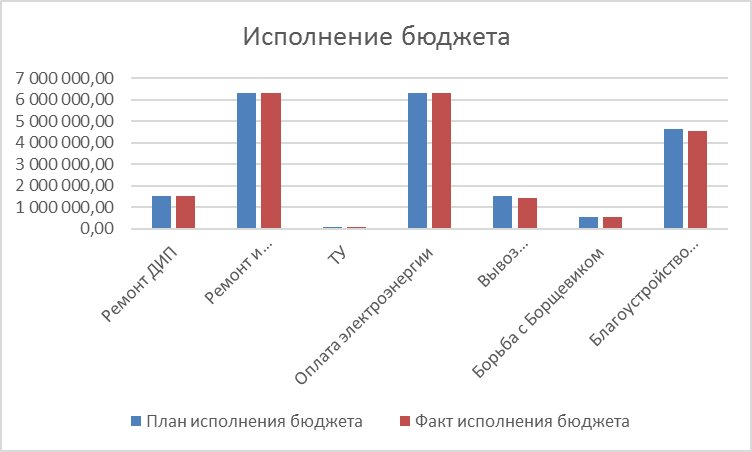 Исполнение бюджета
7 000 000,00
6 000 000,00
5 000 000,00
4 000 000,00
3 000 000,00
2 000 000,00
1 000 000,00
0,00
Ремонт ДИП
Ремонт и...
ТУ
Оплата электроэнергии
Вывоз...
Борьба с Борщевиком
Благоустройство...
План исполнения бюджета
Факт исполнения бюджета